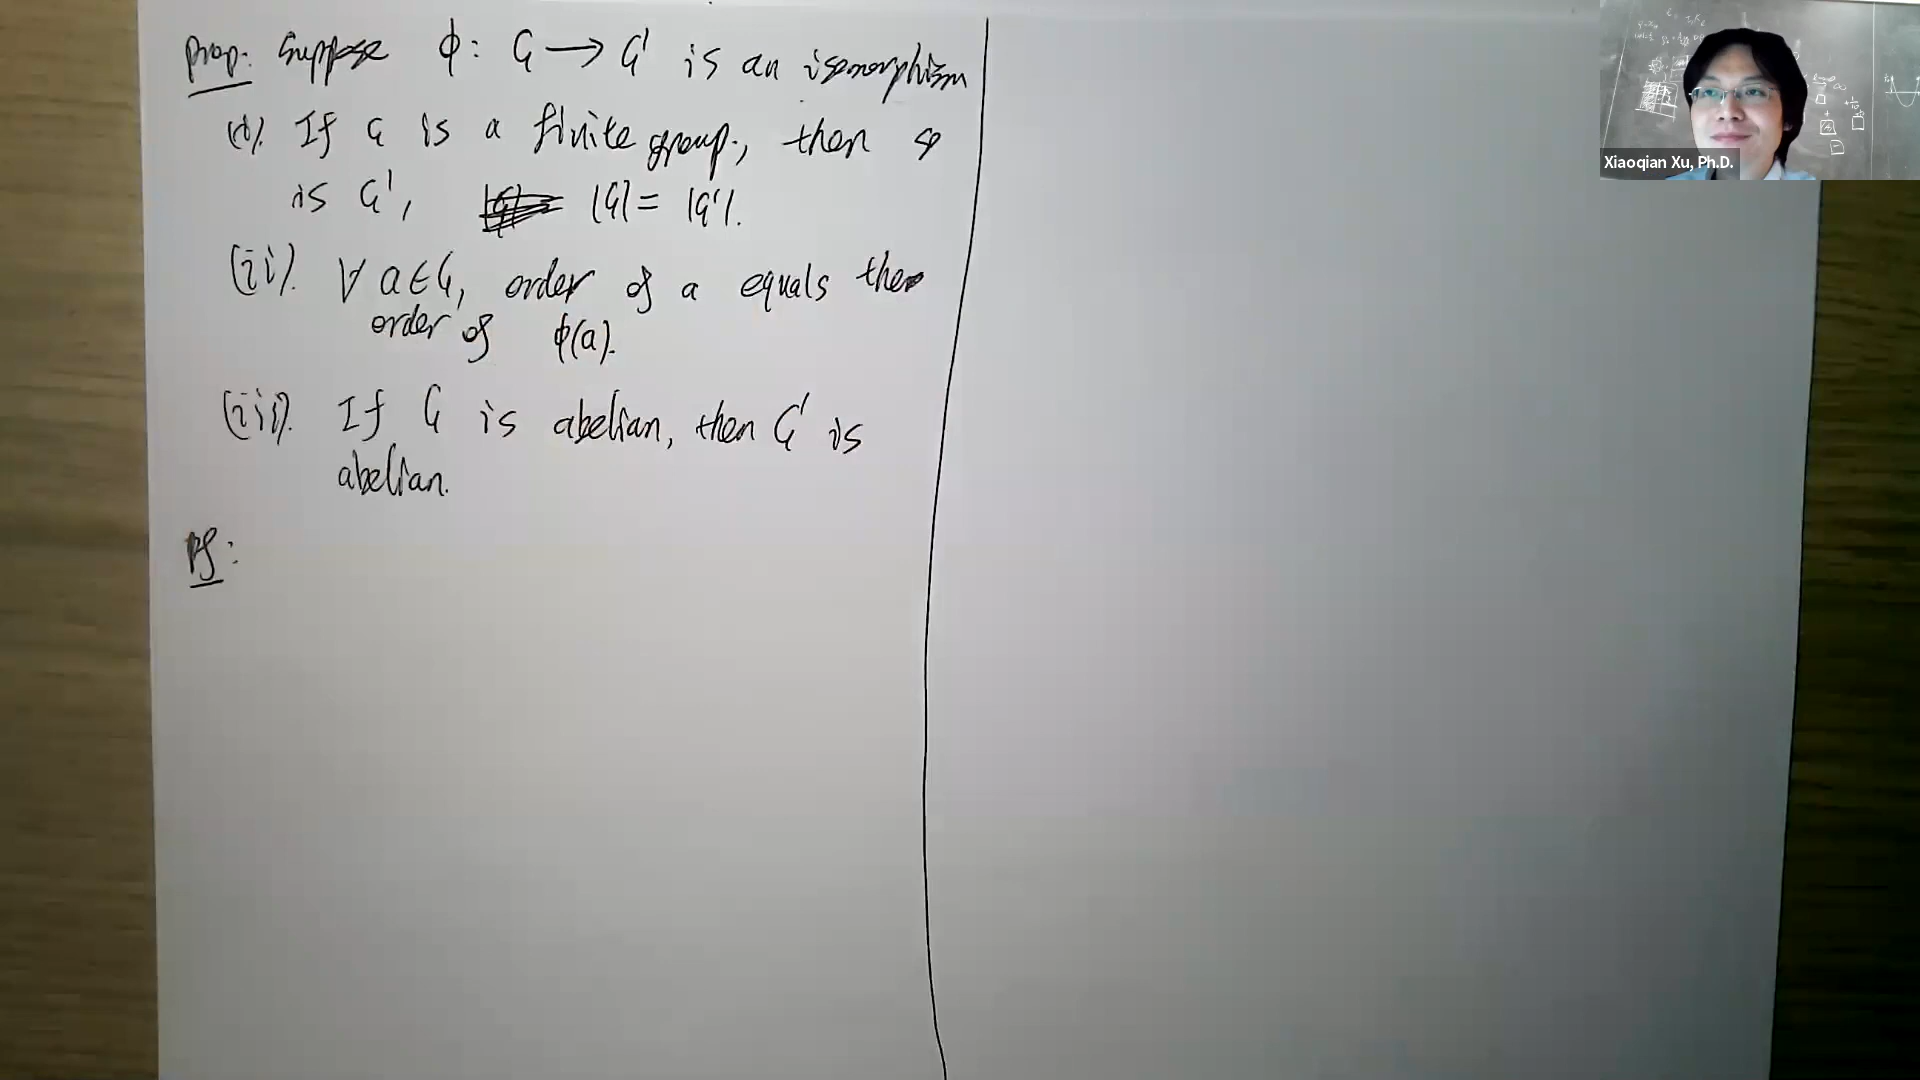 Prop: Suppose ϕ: G → G' is an isomorphism
(i). If G is a finite group, then so
is G', |G| = |G'|.
(ii). ∀ a∈G, order of a equals the
order of ϕ(a).
(iii). If G is abelian, then G' is
abelian.
Pf:
Xiaoqian Xu, Ph.D.